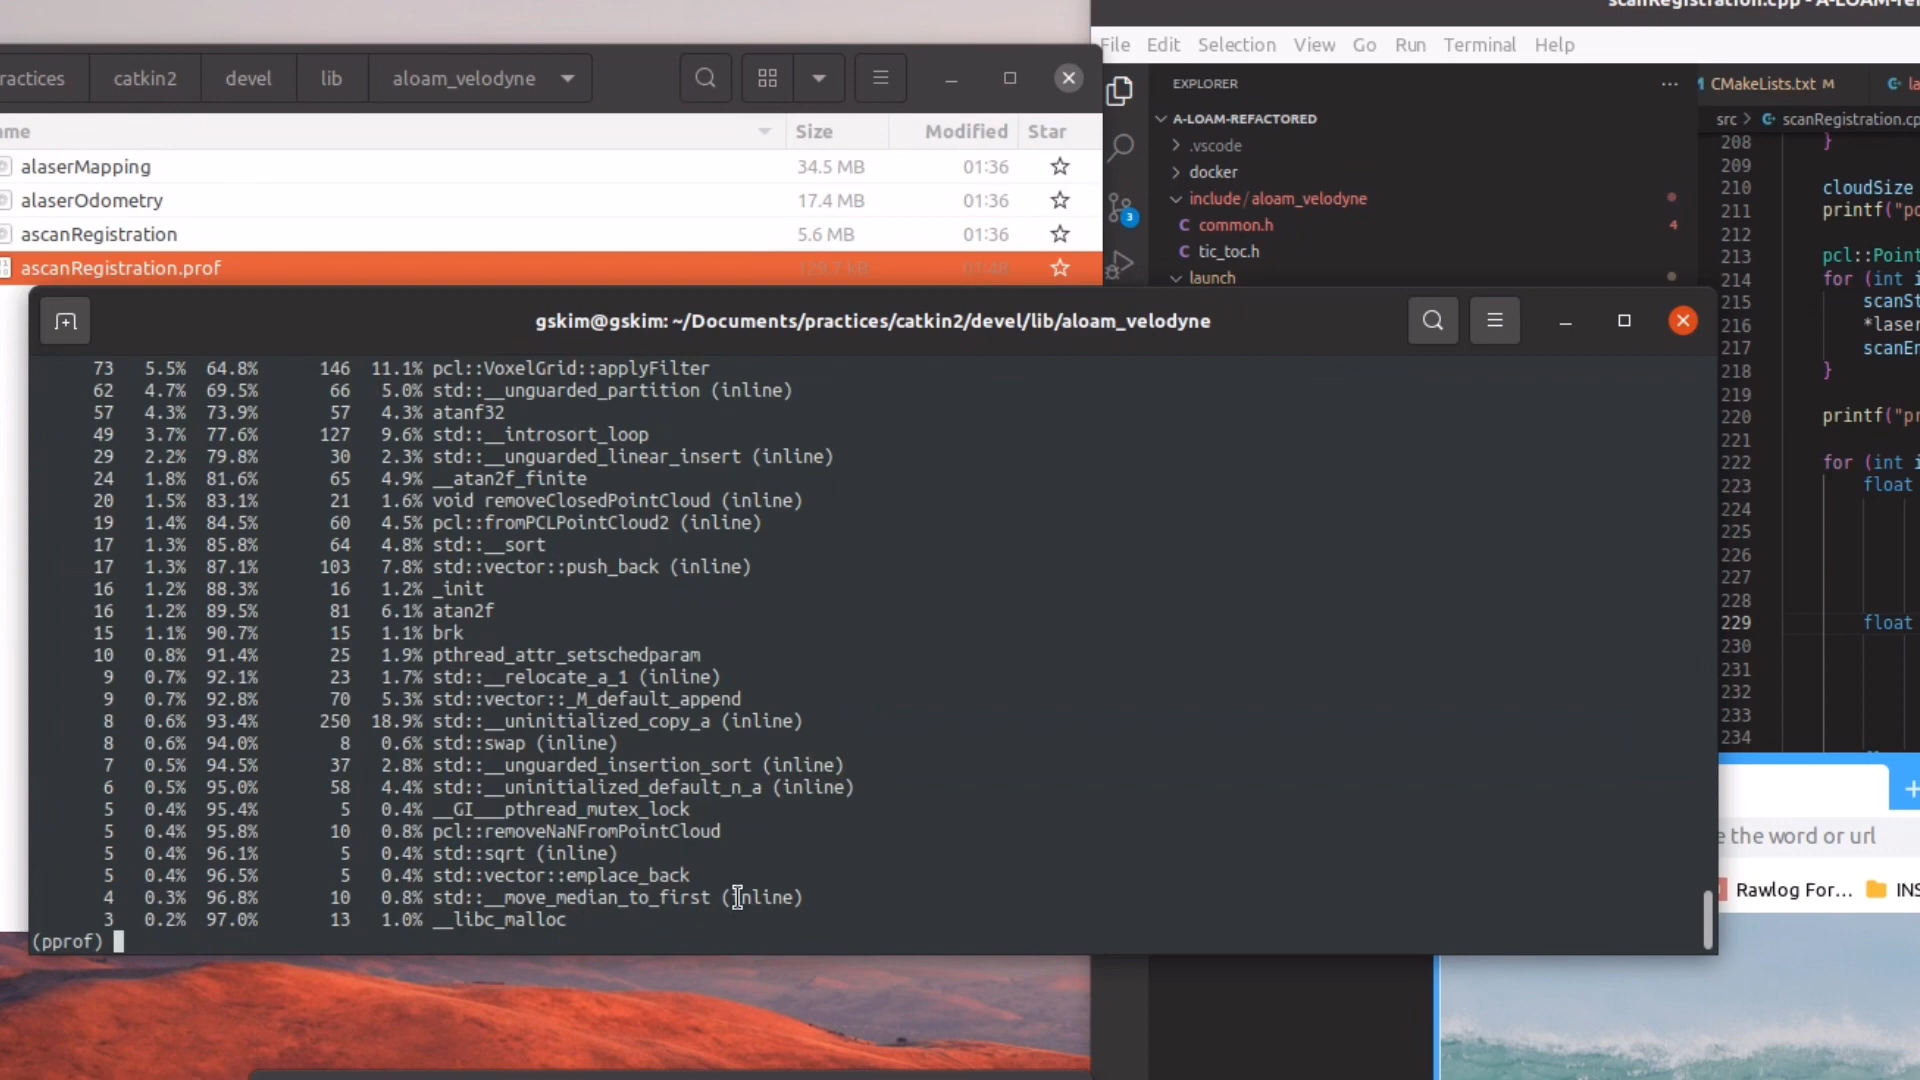 scanRegistration.cpp - A-LOAM-ref
ractices
catkin2
devel
lib
aloam_velodyne
File Edit Selection View Go Run Terminal Help
EXPLORER
CMakeLists.txt M
ame Size Modified Star
A-LOAM-REFACTORED
src > scanRegistration.cp
alaserMapping 34.5 MB 01:36
alaserOdometry 17.4 MB 01:36
ascanRegistration 5.6 MB 01:36
ascanRegistration.prof
.vscode
docker
include/aloam_velodyne
C common.h 4
C tic_toc.h
launch
3
208 }
209
210 cloudSize
211 printf("po
212
213 pcl::Point
214 for (int i
215 scanSt
216 *laser
217 scanEn
218 }
219
220 printf("pr
221
222 for (int i
223 float
224
225
226
227
228
229 float
230
231
232
233
234
gskim@gskim: ~/Documents/practices/catkin2/devel/lib/aloam_velodyne
73 5.5% 64.8% 146 11.1% pcl::VoxelGrid::applyFilter
62 4.7% 69.5% 66 5.0% std::__unguarded_partition (inline)
57 4.3% 73.9% 57 4.3% atanf32
49 3.7% 77.6% 127 9.6% std::__introsort_loop
29 2.2% 79.8% 30 2.3% std::__unguarded_linear_insert (inline)
24 1.8% 81.6% 65 4.9% __atan2f_finite
20 1.5% 83.1% 21 1.6% void removeClosedPointCloud (inline)
19 1.4% 84.5% 60 4.5% pcl::fromPCLPointCloud2 (inline)
17 1.3% 85.8% 64 4.8% std::__sort
17 1.3% 87.1% 103 7.8% std::vector::push_back (inline)
16 1.2% 88.3% 16 1.2% _init
16 1.2% 89.5% 81 6.1% atan2f
15 1.1% 90.7% 15 1.1% brk
10 0.8% 91.4% 25 1.9% pthread_attr_setschedparam
9 0.7% 92.1% 23 1.7% std::__relocate_a_1 (inline)
9 0.7% 92.8% 70 5.3% std::vector::_M_default_append
8 0.6% 93.4% 250 18.9% std::__uninitialized_copy_a (inline)
8 0.6% 94.0% 8 0.6% std::swap (inline)
7 0.5% 94.5% 37 2.8% std::__unguarded_insertion_sort (inline)
6 0.5% 95.0% 58 4.4% std::__uninitialized_default_n_a (inline)
5 0.4% 95.4% 5 0.4% __GI___pthread_mutex_lock
5 0.4% 95.8% 10 0.8% pcl::removeNaNFromPointCloud
5 0.4% 96.1% 5 0.4% std::sqrt (inline)
5 0.4% 96.5% 5 0.4% std::vector::emplace_back
4 0.3% 96.8% 10 0.8% std::__move_median_to_first (inline)
3 0.2% 97.0% 13 1.0% __libc_malloc
(pprof)
e the word or url
Rawlog For... INS